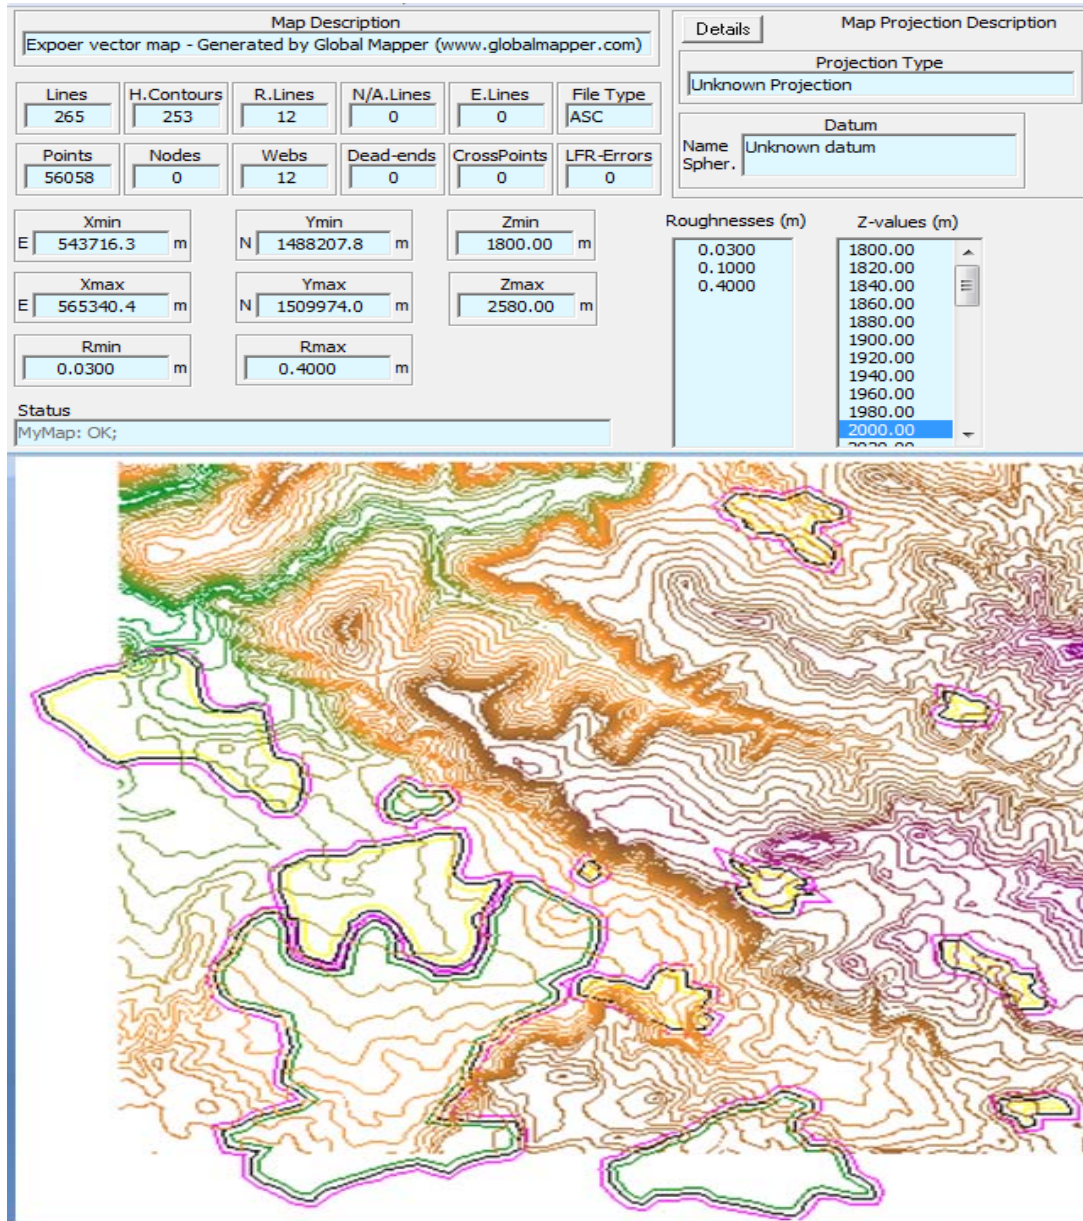 Map Description
Expoer vector map - Generated by Global Mapper (www.globalmapper.com)
Details
Map Projection Description
Projection Type
Unknown Projection
Lines H.Contours R.Lines N/A.Lines E.Lines File Type
265 253 12 0 0 ASC
Datum
Name Unknown datum
Spher.
Points Nodes Webs Dead-ends CrossPoints LFR-Errors
56058 0 12 0 0 0
Xmin Ymin Zmin
E 543716.3 m N 1488207.8 m 1800.00 m
Xmax Ymax Zmax
E 565340.4 m N 1509974.0 m 2580.00 m
Rmin Rmax
0.0300 m 0.4000 m
Roughnesses (m)
0.0300
0.1000
0.4000
Z-values (m)
1800.00
1820.00
1840.00
1860.00
1880.00
1900.00
1920.00
1940.00
1960.00
1980.00
2000.00
Status
MyMap: OK;